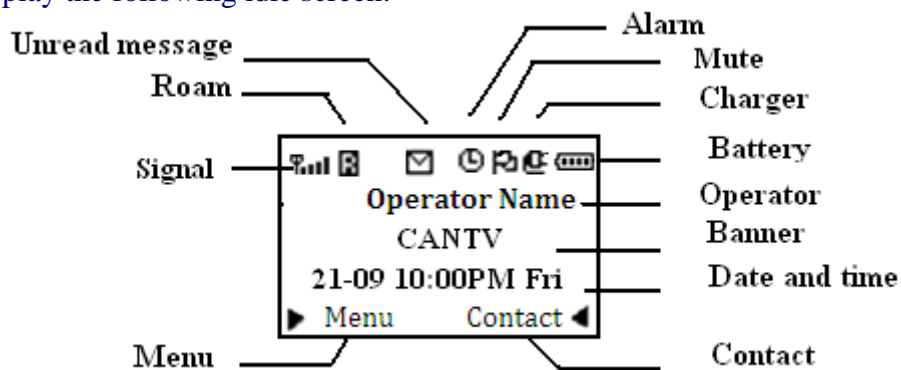 play the following idle screen.
Alarm
Unread message
Mute
Roam
Charger
Signal
Battery
Operator Name
Operator
CANTV
Banner
21-09 10:00PM Fri
Date and time
Menu Contact
Menu
Contact